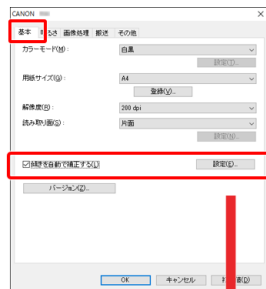 CANON
基本 るさ 画像処理 搬送 その他
カラーモード(M): 白黒
設定(T)...
用紙サイズ(G): A4
登録(V)...
解像度(R): 200 dpi
読み取り面(S): 片面
設定(N)...
傾きを自動で補正する(L) 設定(E)...
バージョン(Z)...
OK キャンセル (D)